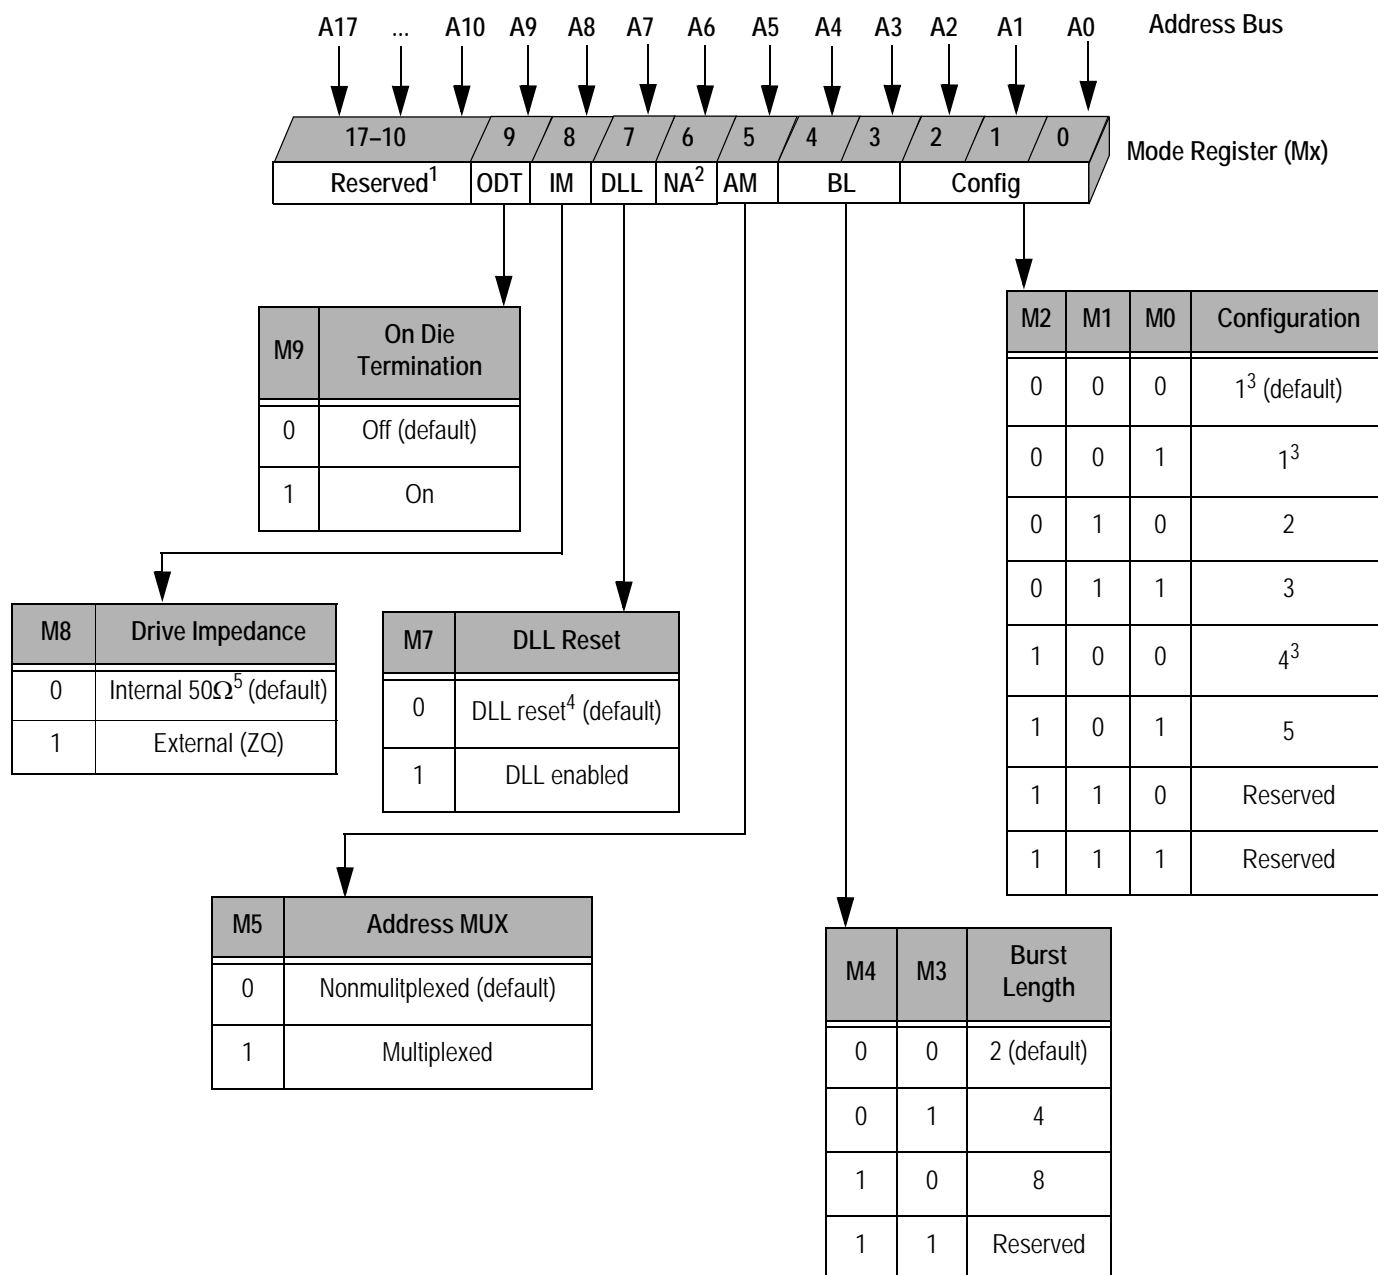 A17 ... A10 A9 A8 A7 A6 A5 A4 A3 A2 A1 A0 Address Bus
17–10 9 8 7 6 5 4 3 2 1 0 Mode Register (Mx)
Reserved1 ODT IM DLL NA2 AM BL Config
M9 On Die Termination
0 Off (default)
1 On
M2 M1 M0 Configuration
0 0 0 1³ (default)
0 0 1 1³
0 1 0 2
0 1 1 3
1 0 0 4³
1 0 1 5
1 1 0 Reserved
1 1 1 Reserved
M8 Drive Impedance
0 Internal 50Ω⁵ (default)
1 External (ZQ)
M7 DLL Reset
0 DLL reset⁴ (default)
1 DLL enabled
M5 Address MUX
0 Nonmulitplexed (default)
1 Multiplexed
M4 M3 Burst Length
0 0 2 (default)
0 1 4
1 0 8
1 1 Reserved